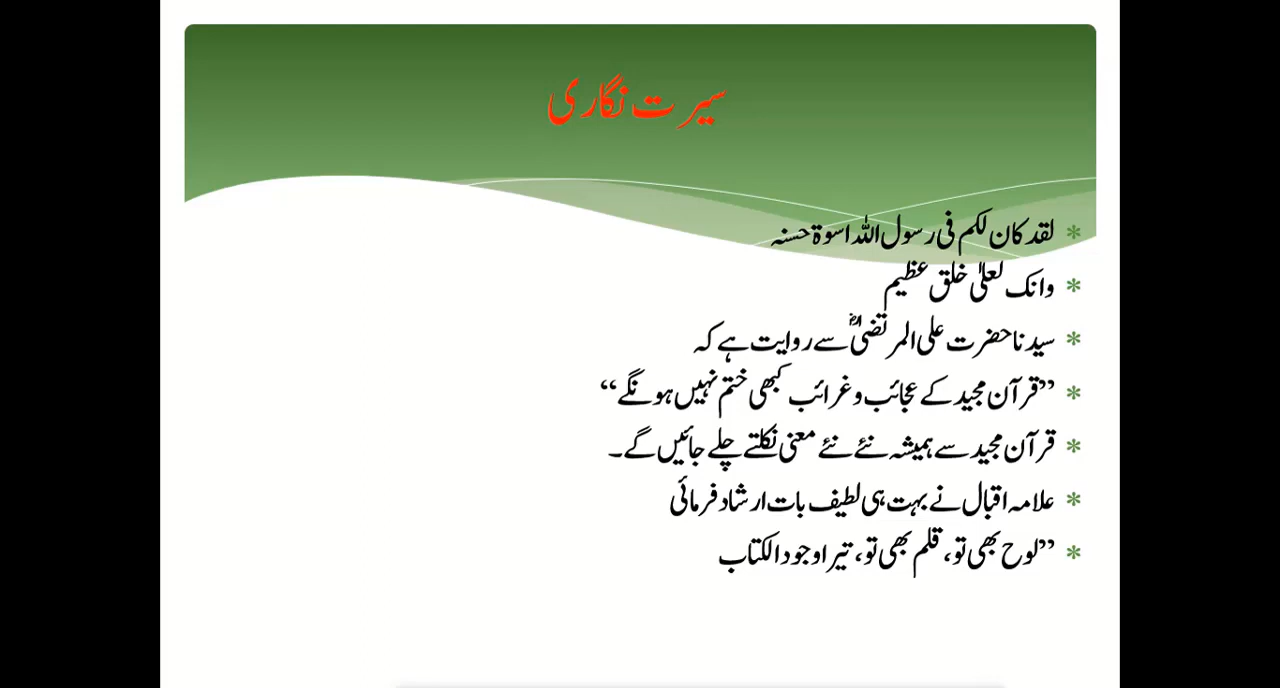 سیرت نگاری
لقد کان لکم فی رسول اللہ اسوۃ حسنہ
وانک لعلیٰ خلق عظیم
سیدنا حضرت علی المرتضیٰؓ سے روایت ہے کہ
”قرآن مجید کے عجائب و غرائب کبھی ختم نہیں ہونگے“
قرآن مجید سے ہمیشہ نئے نئے معنی نکلتے چلے جائیں گے۔
علامہ اقبال نے بہت ہی لطیف بات ارشاد فرمائی
”لوح بھی تو، قلم بھی تو، تیرا وجود الکتاب